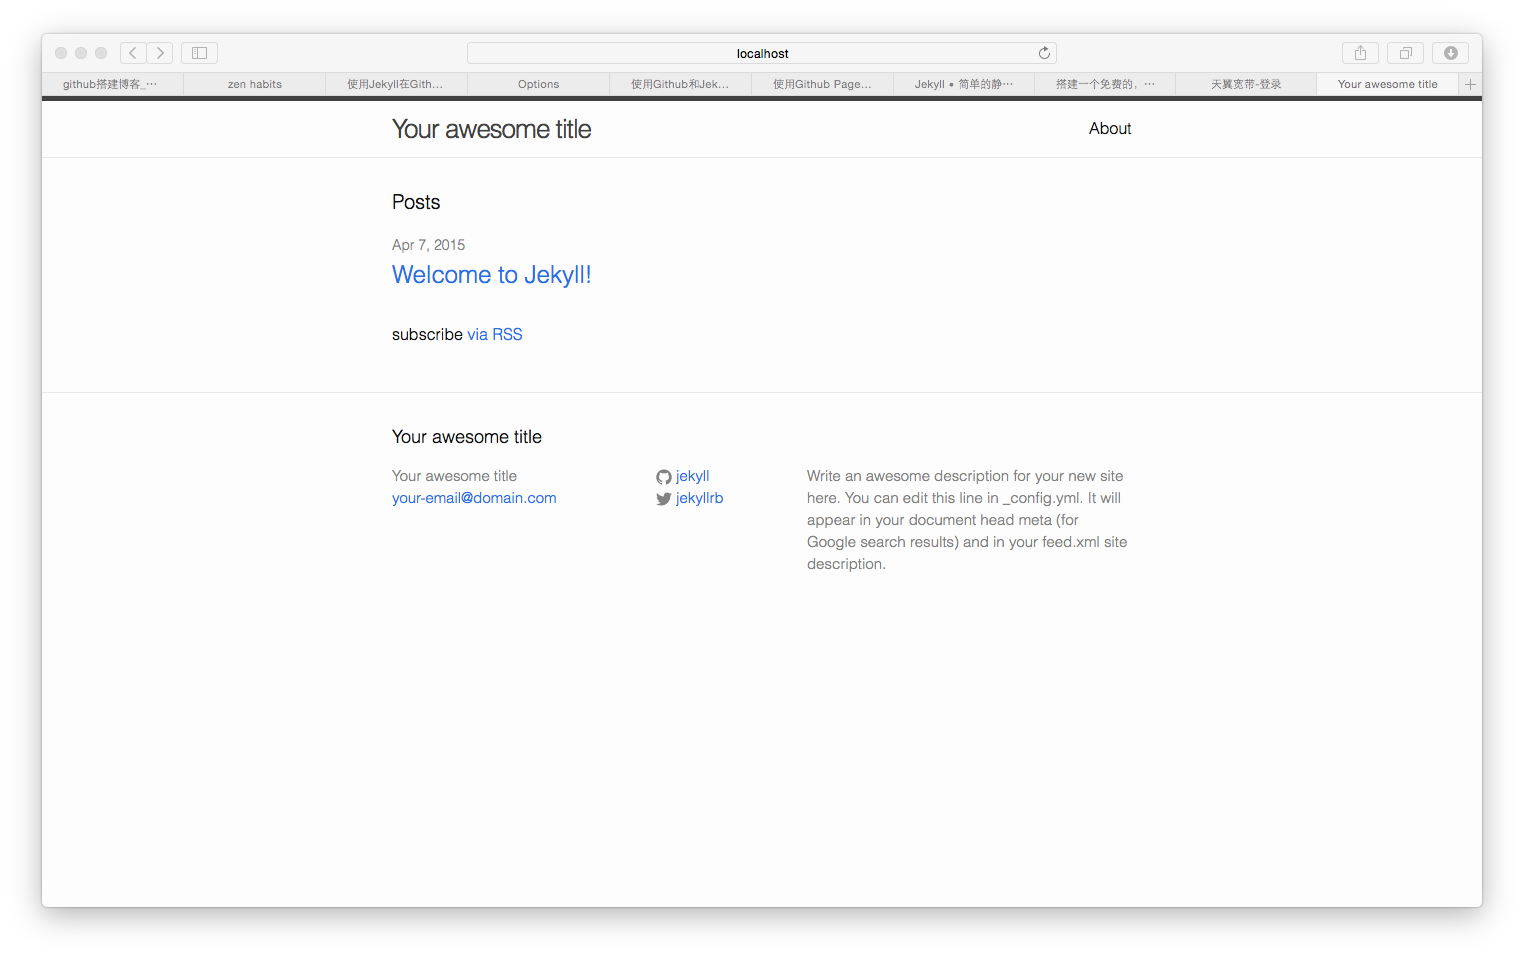 localhost
github搭建博客_…
zen habits
使用Jekyll在Gith…
Options
使用Github和Jek…
使用Github Page…
Jekyll • 简单的静…
搭建一个免费的，…
天翼宽带-登录
Your awesome title
Your awesome title
About
Posts
Apr 7, 2015
Welcome to Jekyll!
subscribe via RSS
Your awesome title
Your awesome title
your-email@domain.com
jekyll
jekyllrb
Write an awesome description for your new site
here. You can edit this line in _config.yml. It will
appear in your document head meta (for
Google search results) and in your feed.xml site
description.